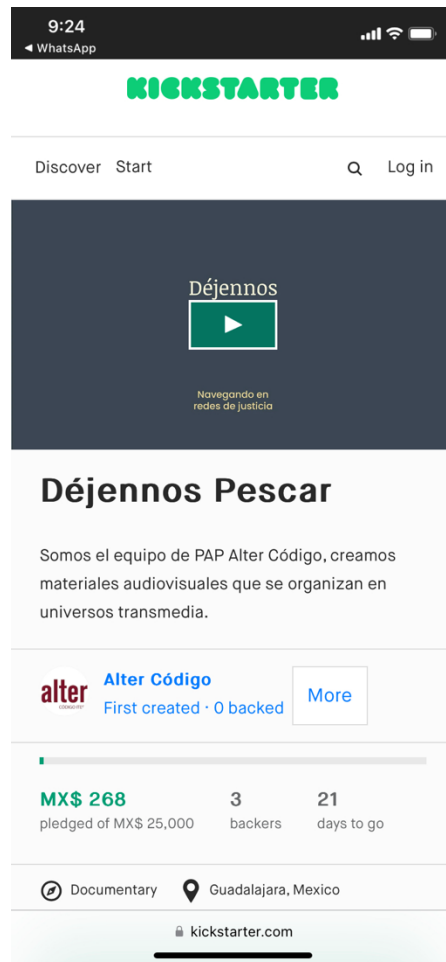 9:24
◀ WhatsApp
KICKSTARTER
Discover Start Log in
Déjennos
Navegando en
redes de justicia
Déjennos Pescar
Somos el equipo de PAP Alter Código, creamos
materiales audiovisuales que se organizan en
universos transmedia.
alter
Alter Código
First created · 0 backed
More
MX$ 268 3 21
pledged of MX$ 25,000 backers days to go
Documentary Guadalajara, Mexico
kickstarter.com